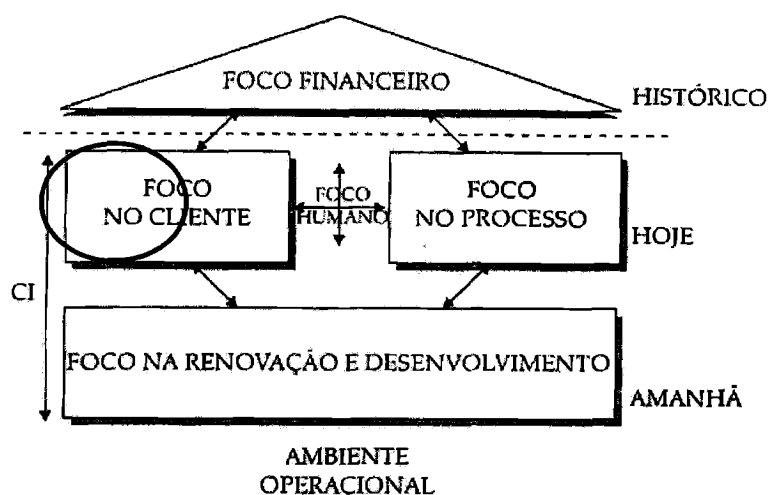 FOCO FINANCEIRO
HISTÓRICO
FOCO
NO CLIENTE
FOCO
HUMANO
FOCO
NO PROCESSO
HOJE
CI
FOCO NA RENOVAÇÃO E DESENVOLVIMENTO
AMANHÃ
AMBIENTE
OPERACIONAL